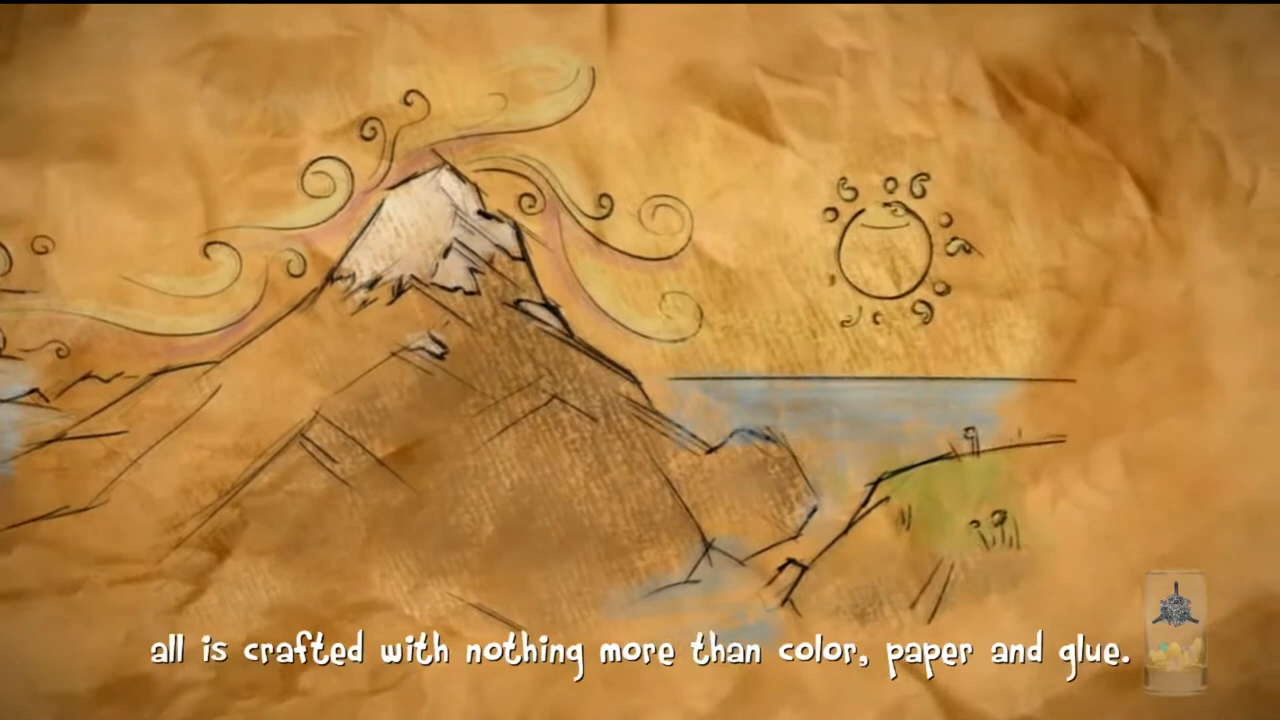 all is crafted with nothing more than color, paper and glue.